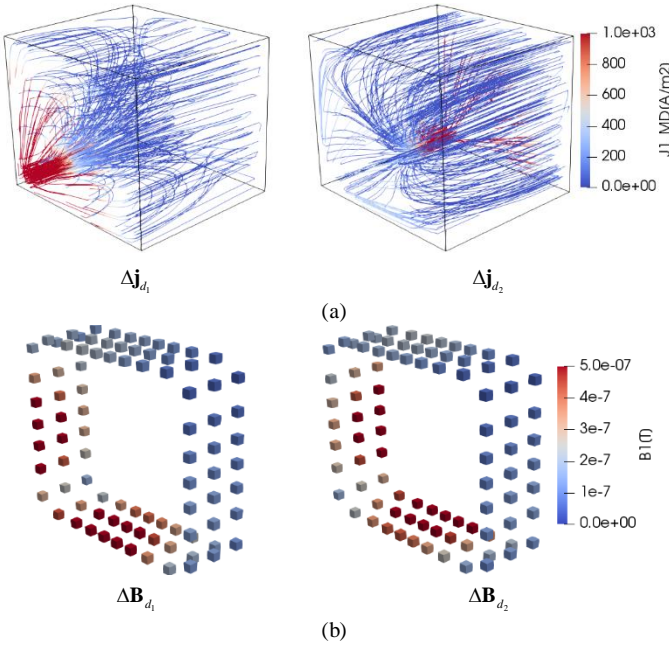 1.0e+03
800
600
400
200
0.0e+00
J1_MD(A/m2)
Δj_{d_1}
Δj_{d_2}
(a)
5.0e-07
4e-7
3e-7
2e-7
1e-7
0.0e+00
B1(T)
ΔB_{d_1}
ΔB_{d_2}
(b)